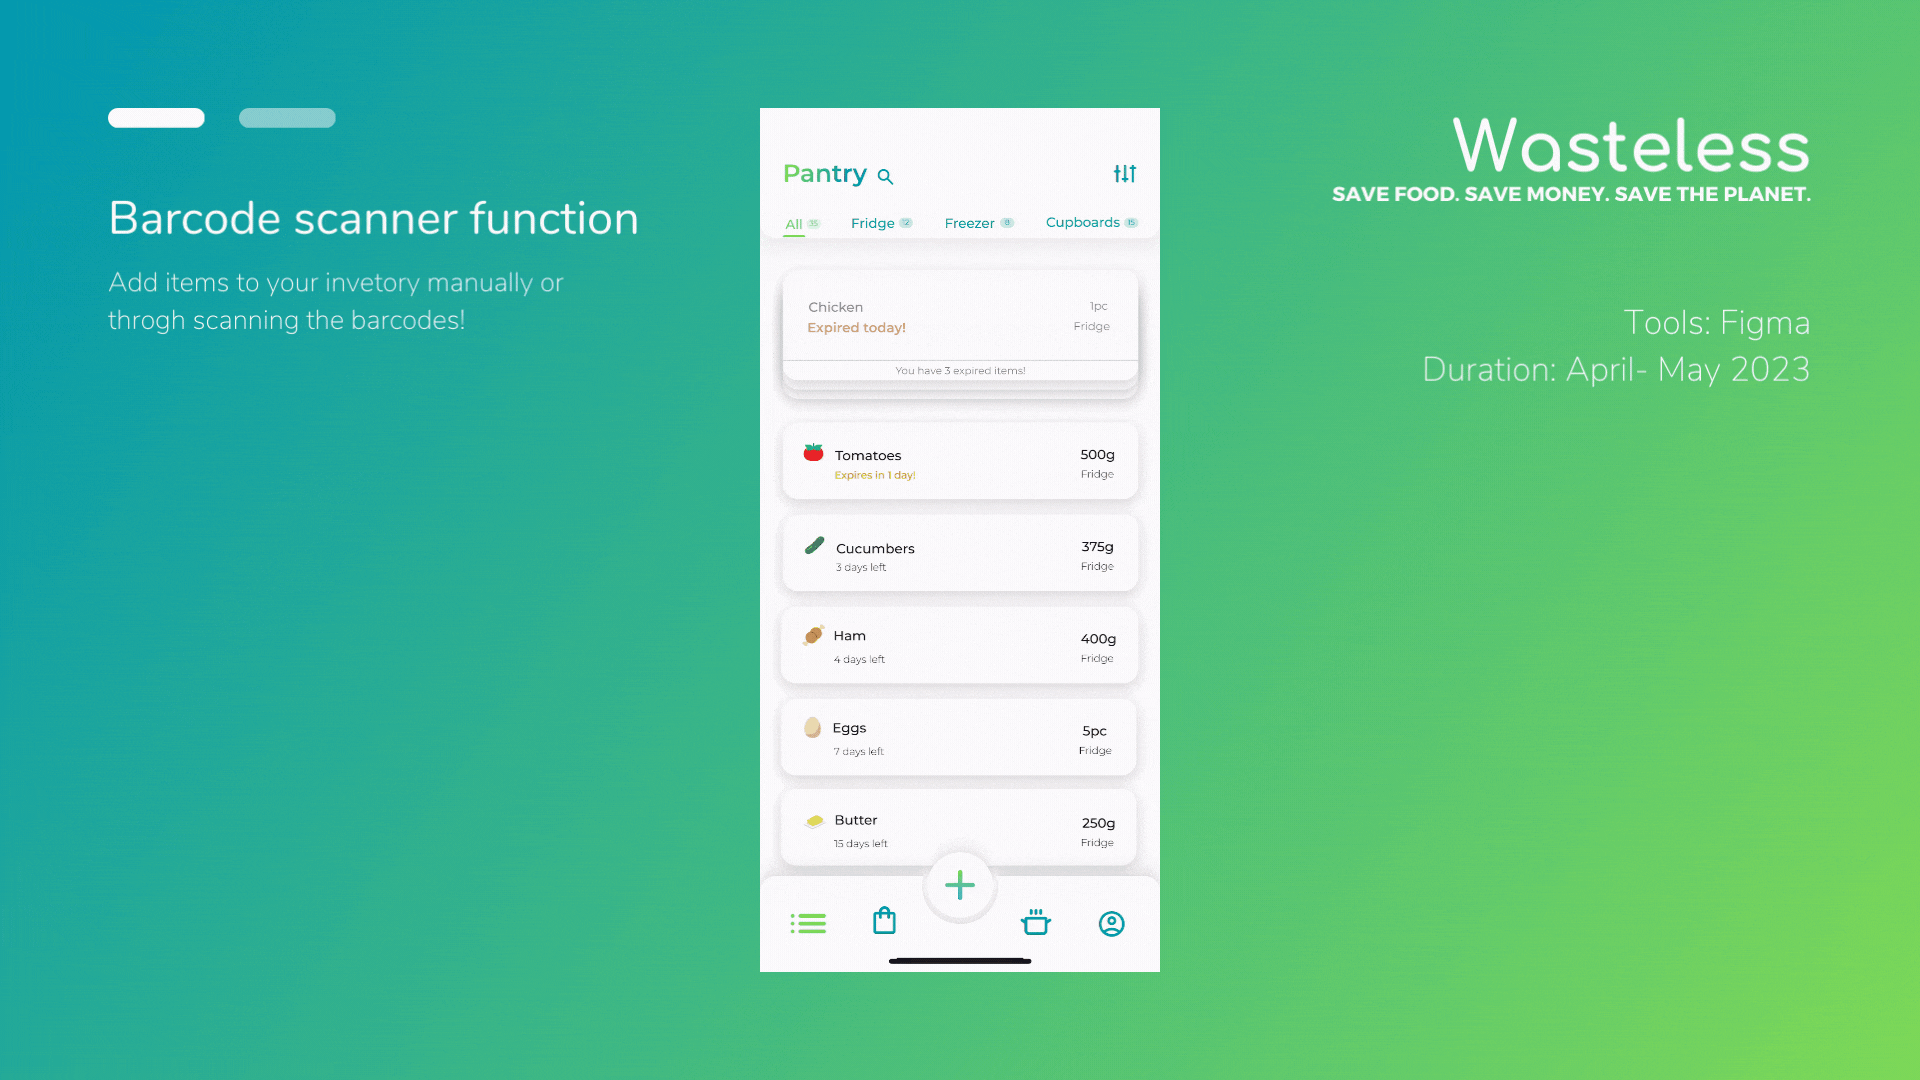 Barcode scanner function
Add items to your invetory manually or
throgh scanning the barcodes!
Pantry
All 35
Fridge 12
Freezer 8
Cupboards 15
Chicken
1pc
Expired today!
Fridge
You have 3 expired items!
Tomatoes
500g
Expires in 1 day!
Fridge
Cucumbers
375g
3 days left
Fridge
Ham
400g
4 days left
Fridge
Eggs
5pc
7 days left
Fridge
Butter
250g
15 days left
Fridge
Wasteless
SAVE FOOD. SAVE MONEY. SAVE THE PLANET.
Tools: Figma
Duration: April- May 2023